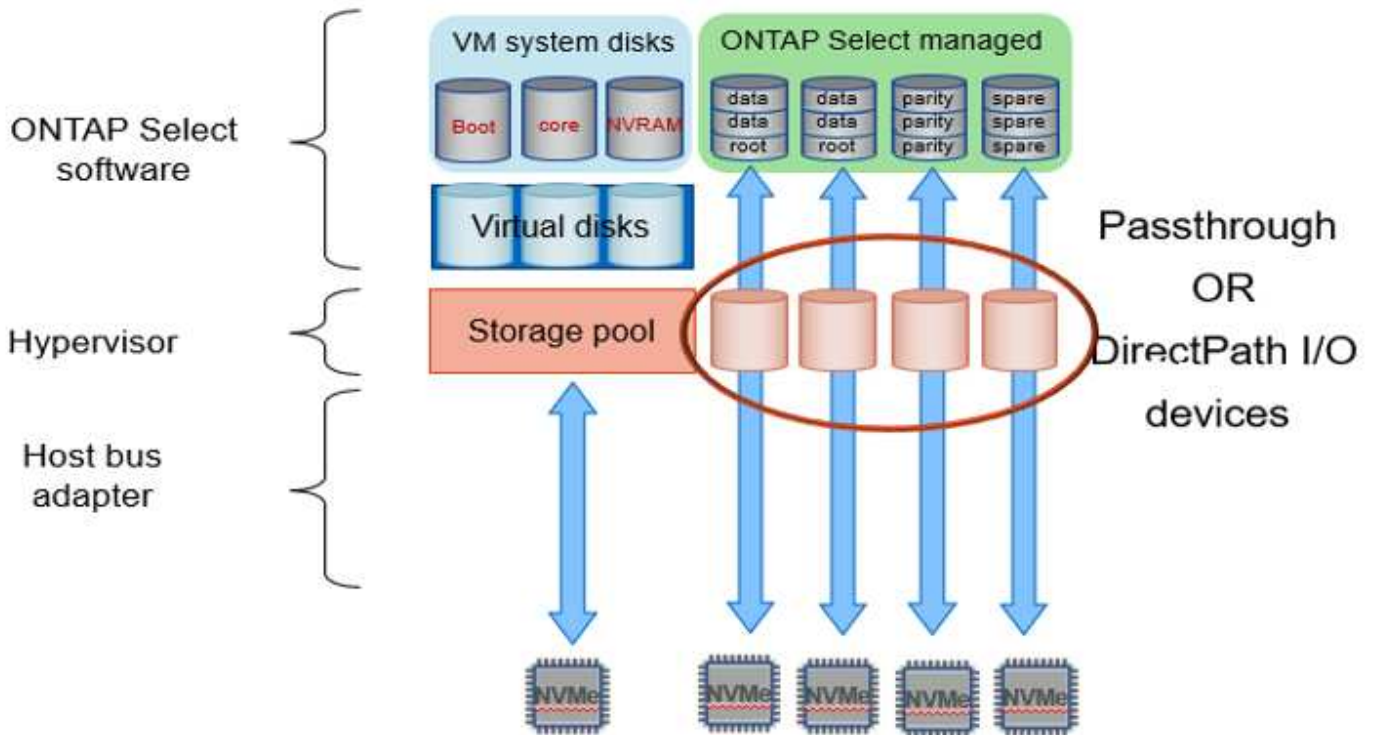 VM system disks
ONTAP Select managed
Boot
core
NVRAM
data
data
root
data
data
root
parity
parity
parity
spare
spare
spare
ONTAP Select
software
Virtual disks
Passthrough
OR
DirectPath I/O
devices
Hypervisor
Storage pool
Host bus
adapter
NVMe
NVMe
NVMe
NVMe
NVMe